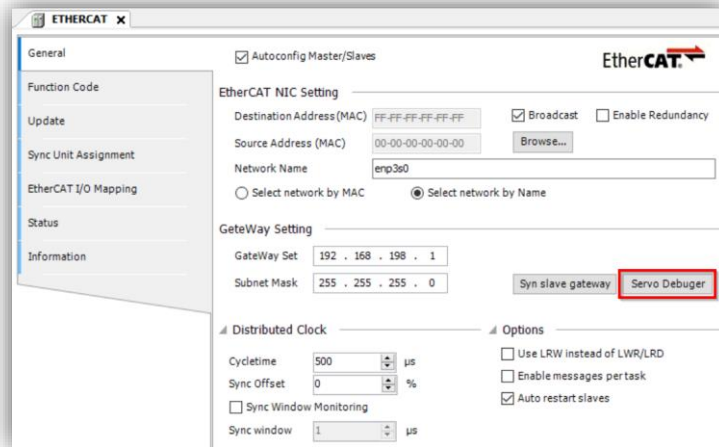 ETHERCAT X
General
Function Code
Update
Sync Unit Assignment
EtherCAT I/O Mapping
Status
Information
Autoconfig Master/Slaves
EtherCAT.
EtherCAT NIC Setting
Destination Address (MAC) FF-FF-FF-FF-FF-FF Broadcast Enable Redundancy
Source Address (MAC) 00-00-00-00-00-00 Browse...
Network Name enp3s0
Select network by MAC Select network by Name
GeteWay Setting
GateWay Set 192 . 168 . 198 . 1
Subnet Mask 255 . 255 . 255 . 0 Syn slave gateway Servo Debuger
Distributed Clock Options
Cycletime 500 µs Use LRW instead of LWR/LRD
Sync Offset 0 % Enable messages per task
Sync Window Monitoring Auto restart slaves
Sync window 1 µs